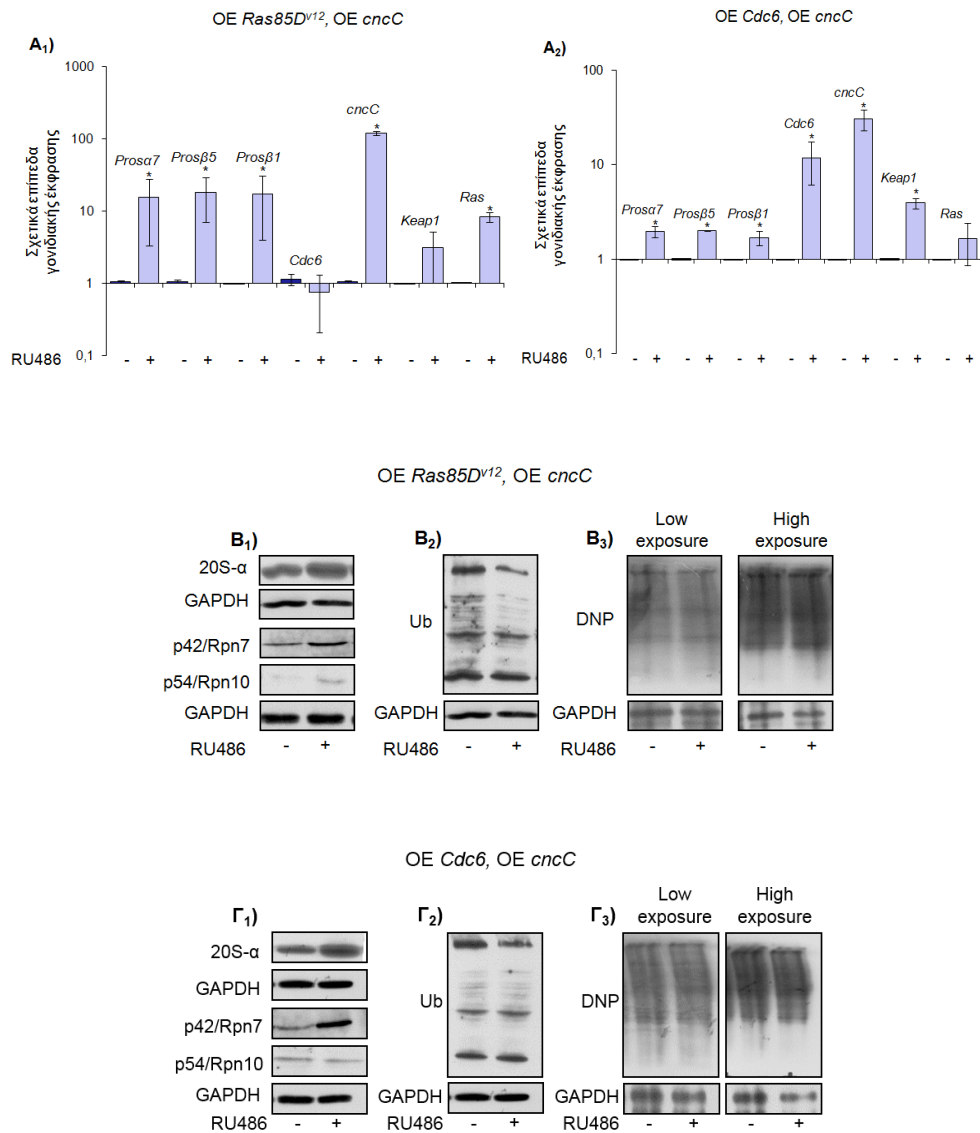 OE Ras85Dᵛ¹², OE cncC
A₁)
Σχετικά επίπεδα
γονιδιακής έκφρασης
1000
100
10
1
0,1
Prosα7
*
Prosβ5
*
Prosβ1
*
Cdc6
cncC
*
Keap1
Ras
*
RU486 - + - + - + - + - + - + - +
OE Cdc6, OE cncC
A₂)
Σχετικά επίπεδα
γονιδιακής έκφρασης
100
10
1
0,1
Prosα7
*
Prosβ5
*
Prosβ1
*
Cdc6
*
cncC
*
Keap1
*
Ras
RU486 - + - + - + - + - + - + - +
OE Ras85Dᵛ¹², OE cncC
B₁)
20S-α
GAPDH
p42/Rpn7
p54/Rpn10
GAPDH
RU486 - +
B₂)
Ub
GAPDH
RU486 - +
B₃)
Low
exposure
High
exposure
DNP
GAPDH
RU486 - + - +
OE Cdc6, OE cncC
Γ₁)
20S-α
GAPDH
p42/Rpn7
p54/Rpn10
GAPDH
RU486 - +
Γ₂)
Ub
GAPDH
RU486 - +
Γ₃)
Low
exposure
High
exposure
DNP
GAPDH
RU486 - + - +